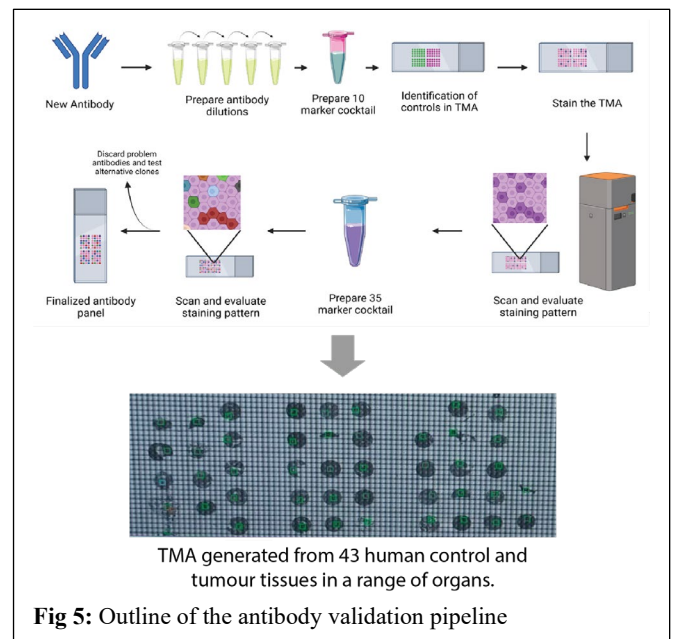 New Antibody
Prepare antibody
dilutions
Prepare 10
marker cocktail
Identification of
controls in TMA
Stain the TMA
Discard problem
antibodies and test
alternative clones
Finalized antibody
panel
Scan and evaluate
staining pattern
Prepare 35
marker cocktail
Scan and evaluate
staining pattern
TMA generated from 43 human control and
tumour tissues in a range of organs.
Fig 5: Outline of the antibody validation pipeline